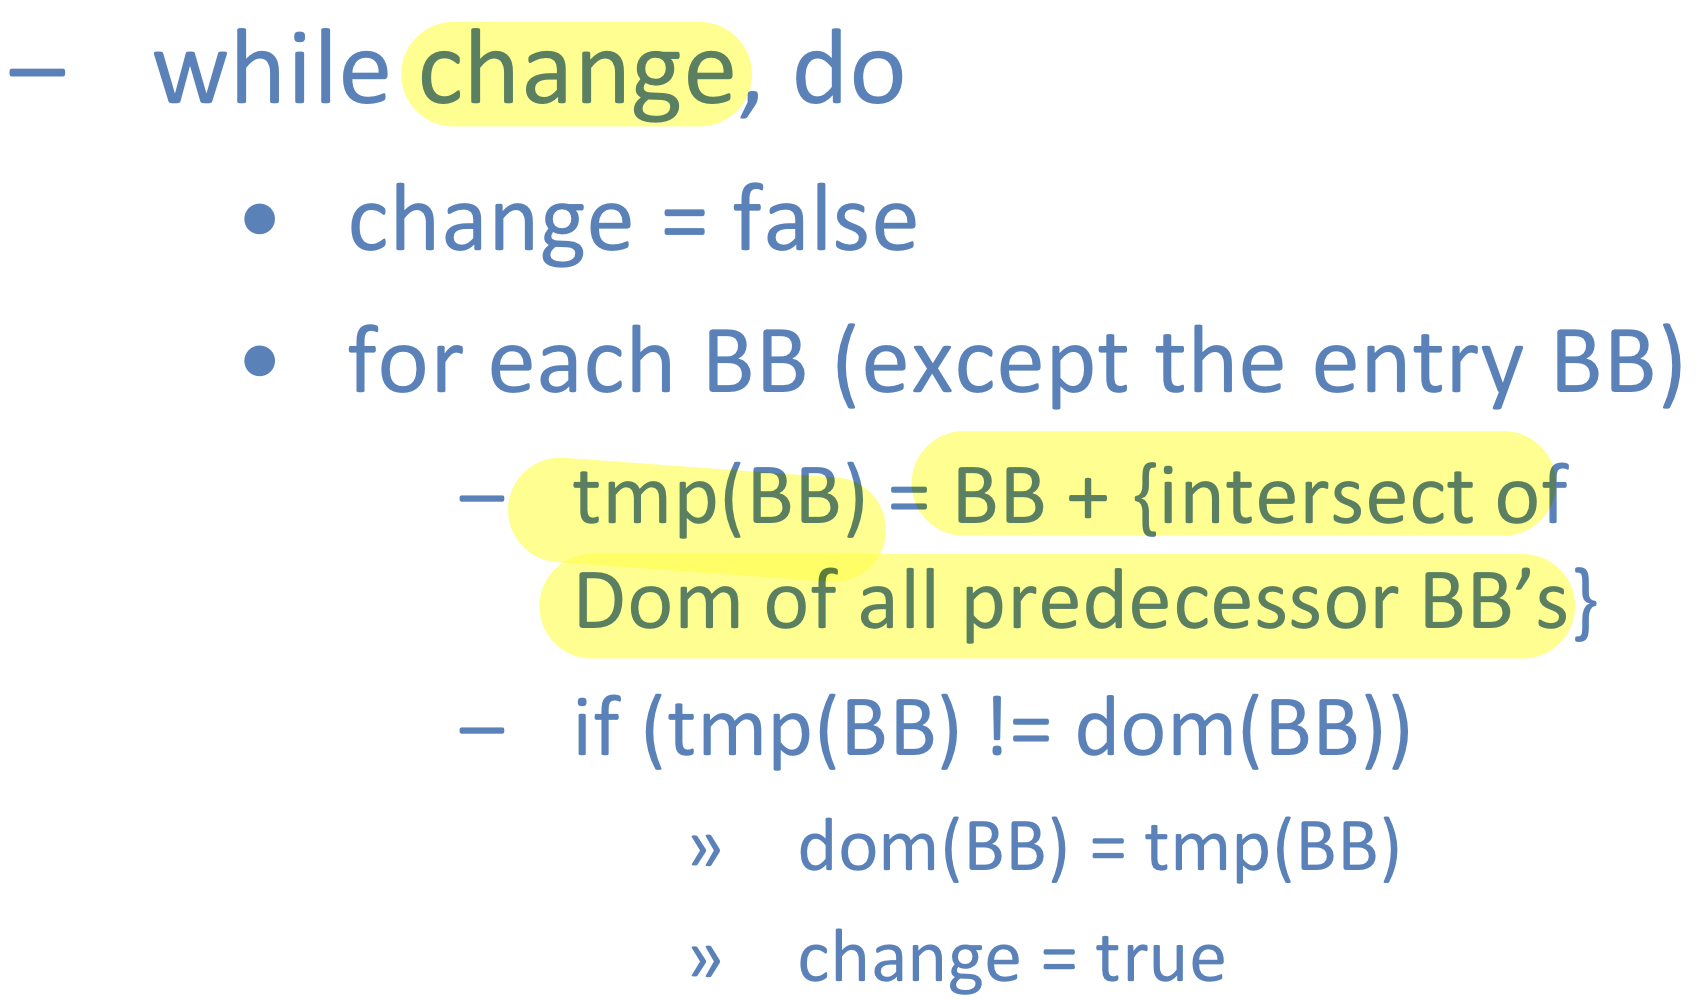 – while change, do
• change = false
• for each BB (except the entry BB)
– tmp(BB) = BB + {intersect of
Dom of all predecessor BB’s}
– if (tmp(BB) != dom(BB))
» dom(BB) = tmp(BB)
» change = true